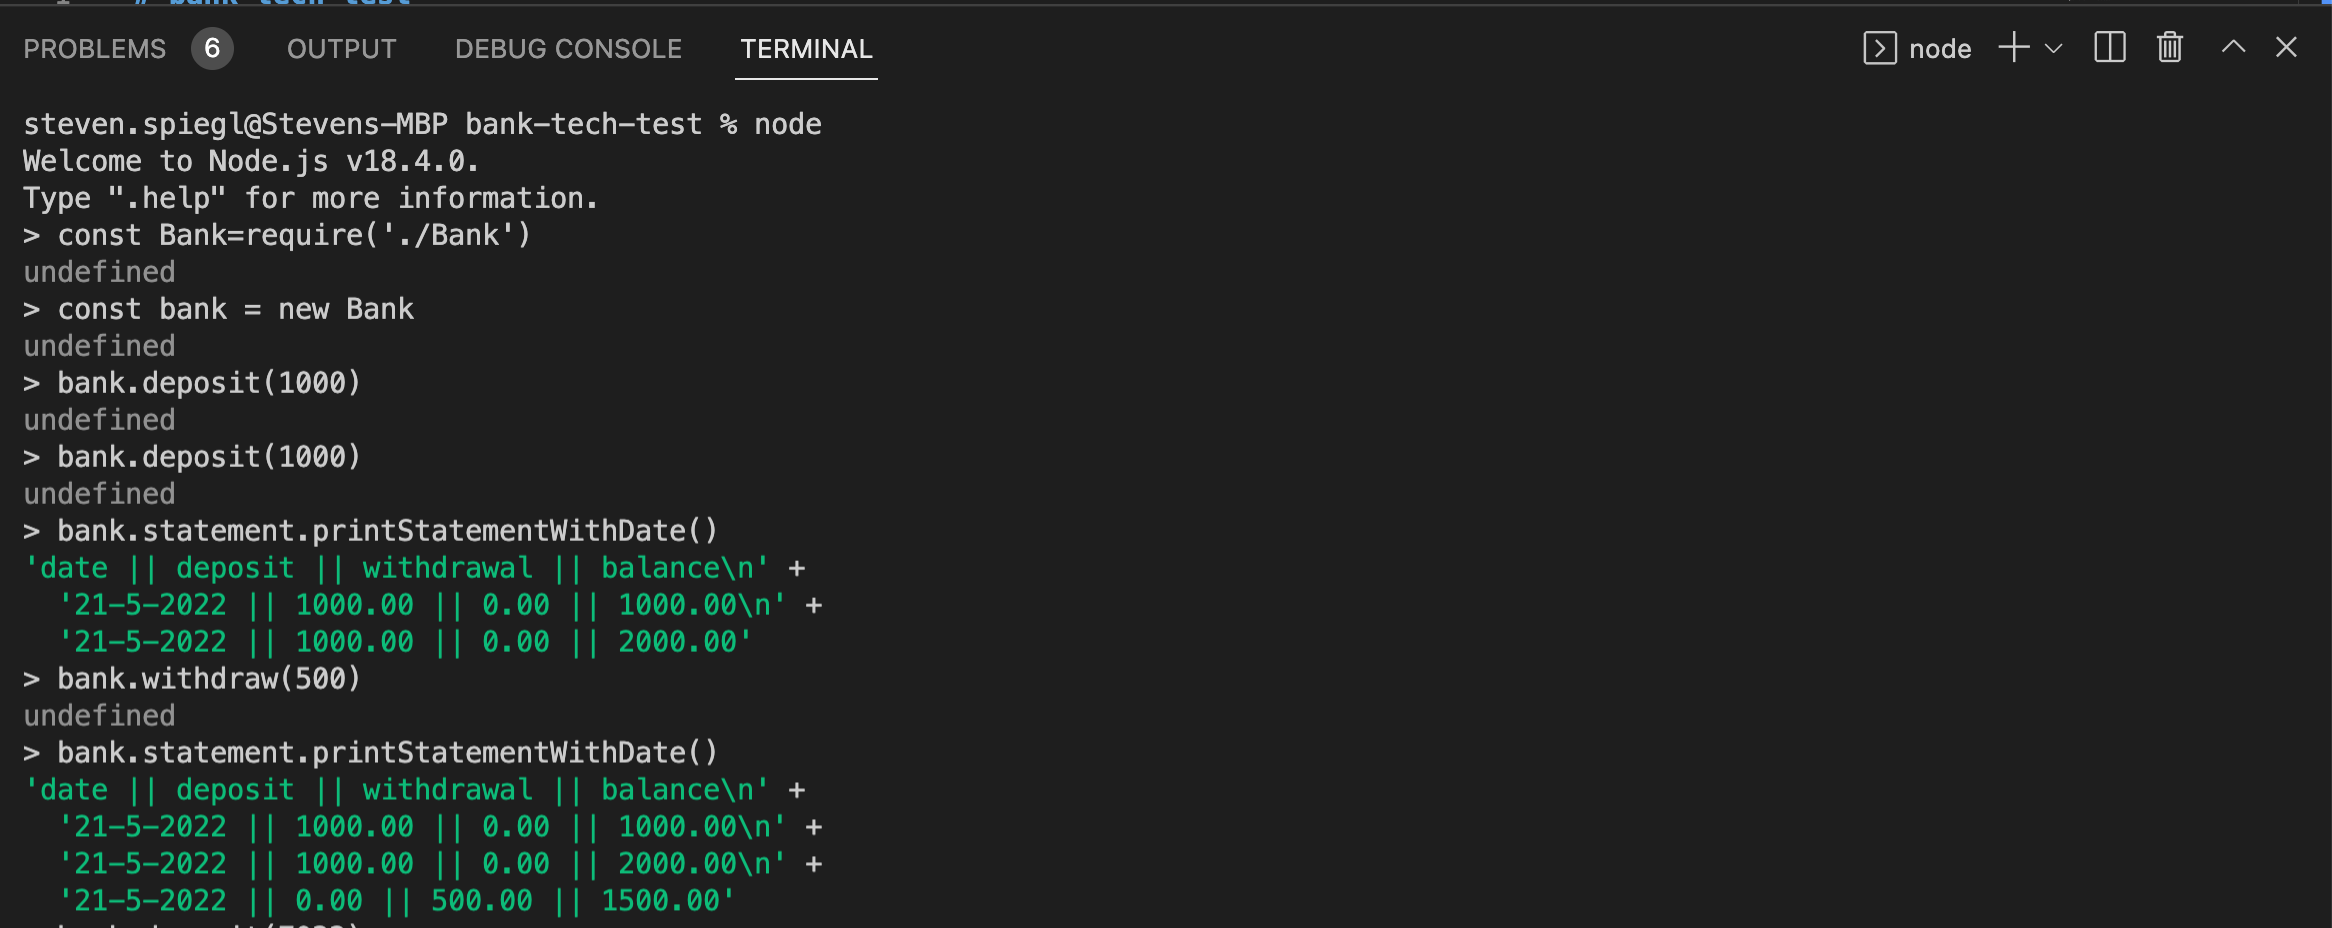 # bank-tech-test
PROBLEMS 6 OUTPUT DEBUG CONSOLE TERMINAL node
steven.spiegl@Stevens-MBP bank-tech-test % node
Welcome to Node.js v18.4.0.
Type ".help" for more information.
> const Bank=require('./Bank')
undefined
> const bank = new Bank
undefined
> bank.deposit(1000)
undefined
> bank.deposit(1000)
undefined
> bank.statement.printStatementWithDate()
'date || deposit || withdrawal || balance\n' +
  '21-5-2022 || 1000.00 || 0.00 || 1000.00\n' +
  '21-5-2022 || 1000.00 || 0.00 || 2000.00'
> bank.withdraw(500)
undefined
> bank.statement.printStatementWithDate()
'date || deposit || withdrawal || balance\n' +
  '21-5-2022 || 1000.00 || 0.00 || 1000.00\n' +
  '21-5-2022 || 1000.00 || 0.00 || 2000.00\n' +
  '21-5-2022 || 0.00 || 500.00 || 1500.00'